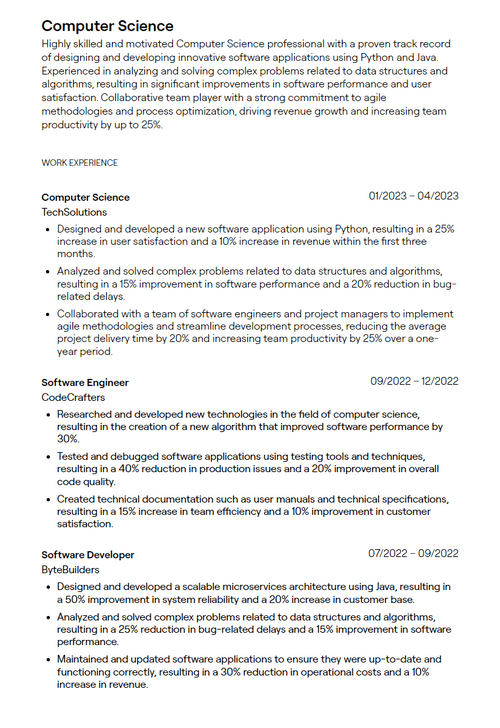 Computer Science
Highly skilled and motivated Computer Science professional with a proven track record
of designing and developing innovative software applications using Python and Java.
Experienced in analyzing and solving complex problems related to data structures and
algorithms, resulting in significant improvements in software performance and user
satisfaction. Collaborative team player with a strong commitment to agile
methodologies and process optimization, driving revenue growth and increasing team
productivity by up to 25%.
WORK EXPERIENCE
Computer Science 01/2023 – 04/2023
TechSolutions
• Designed and developed a new software application using Python, resulting in a 25%
increase in user satisfaction and a 10% increase in revenue within the first three
months.
• Analyzed and solved complex problems related to data structures and algorithms,
resulting in a 15% improvement in software performance and a 20% reduction in bug-
related delays.
• Collaborated with a team of software engineers and project managers to implement
agile methodologies and streamline development processes, reducing the average
project delivery time by 20% and increasing team productivity by 25% over a one-
year period.
Software Engineer 09/2022 – 12/2022
CodeCrafters
• Researched and developed new technologies in the field of computer science,
resulting in the creation of a new algorithm that improved software performance by
30%.
• Tested and debugged software applications using testing tools and techniques,
resulting in a 40% reduction in production issues and a 20% improvement in overall
code quality.
• Created technical documentation such as user manuals and technical specifications,
resulting in a 15% increase in team efficiency and a 10% improvement in customer
satisfaction.
Software Developer 07/2022 – 09/2022
ByteBuilders
• Designed and developed a scalable microservices architecture using Java, resulting in
a 50% improvement in system reliability and a 20% increase in customer base.
• Analyzed and solved complex problems related to data structures and algorithms,
resulting in a 25% reduction in bug-related delays and a 15% improvement in software
performance.
• Maintained and updated software applications to ensure they were up-to-date and
functioning correctly, resulting in a 30% reduction in operational costs and a 10%
increase in revenue.